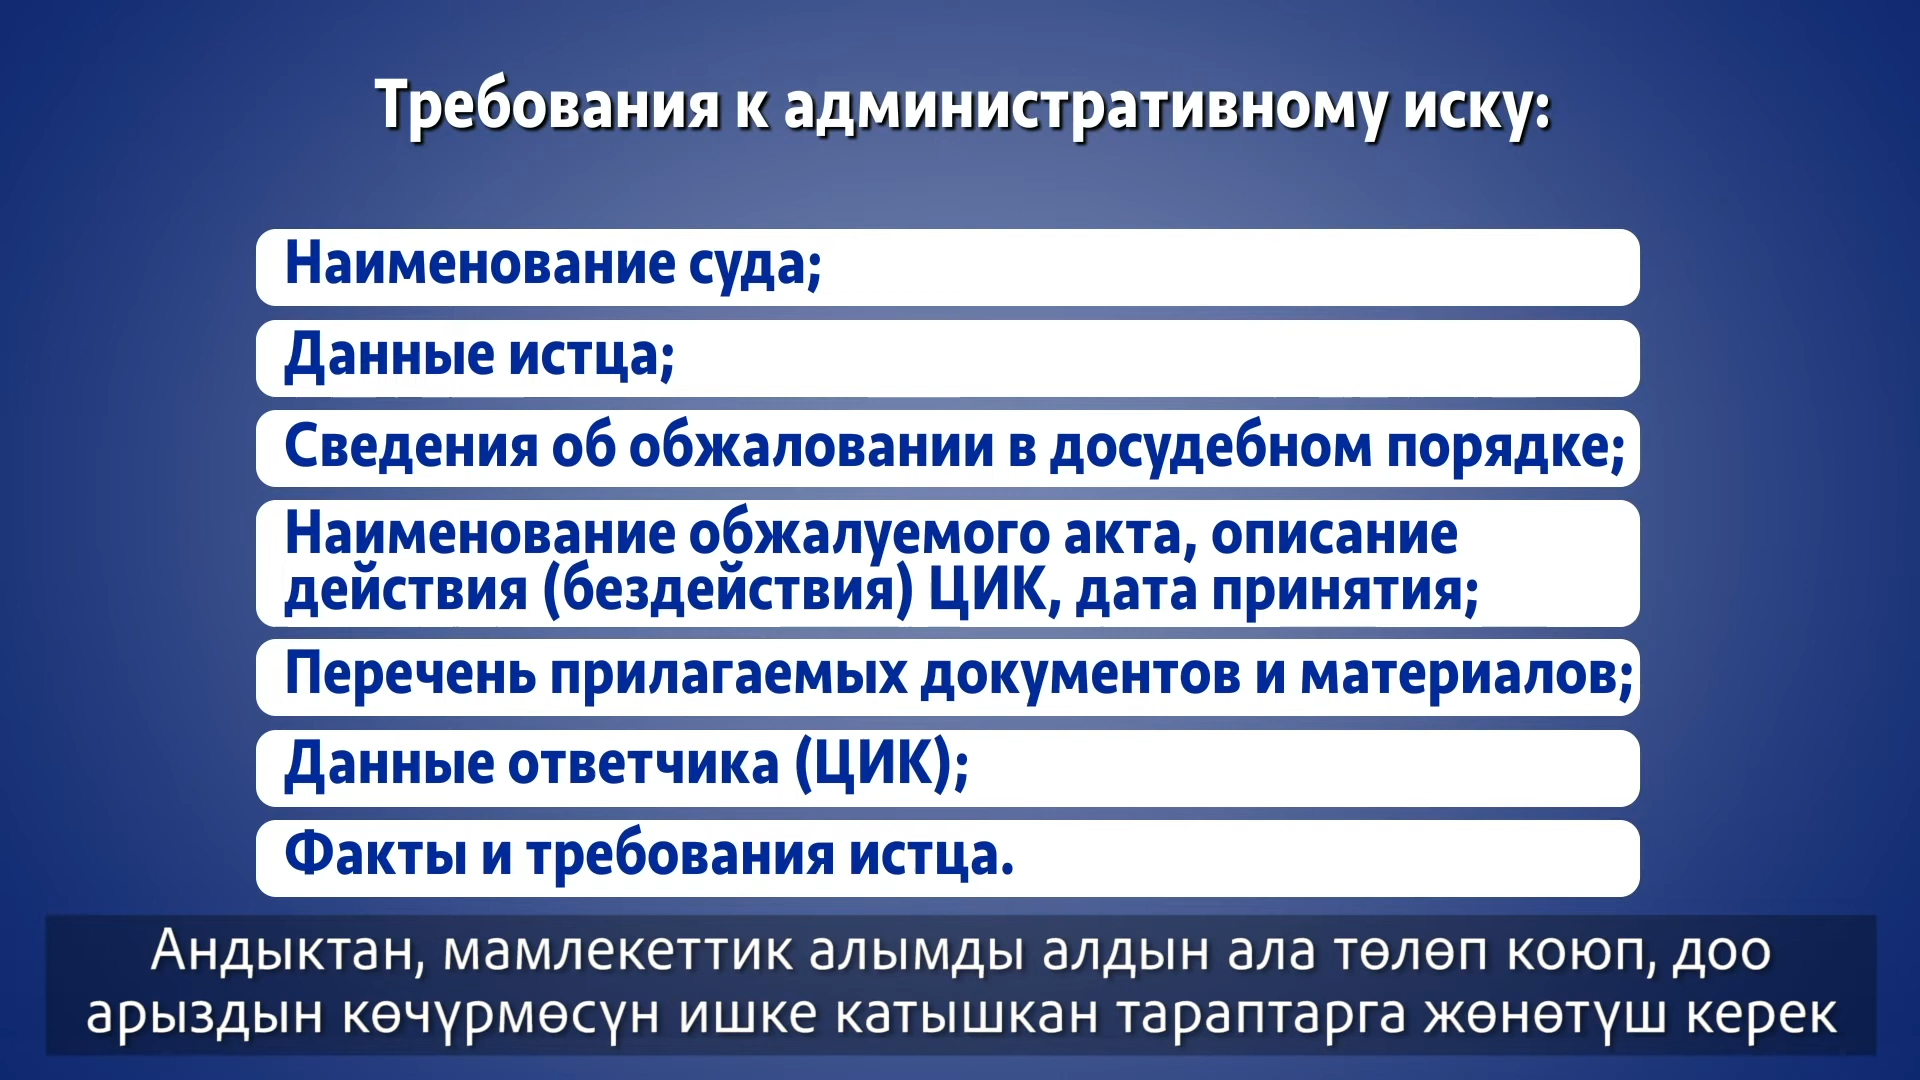 Требования к административному иску:
Наименование суда;
Данные истца;
Сведения об обжаловании в досудебном порядке;
Наименование обжалуемого акта, описание
действия (бездействия) ЦИК, дата принятия;
Перечень прилагаемых документов и материалов;
Данные ответчика (ЦИК);
Факты и требования истца.
Андыктан, мамлекеттик алымды алдын ала төлөп коюп, доо
арыздын көчүрмөсүн ишке катышкан тараптарга жөнөтүш керек